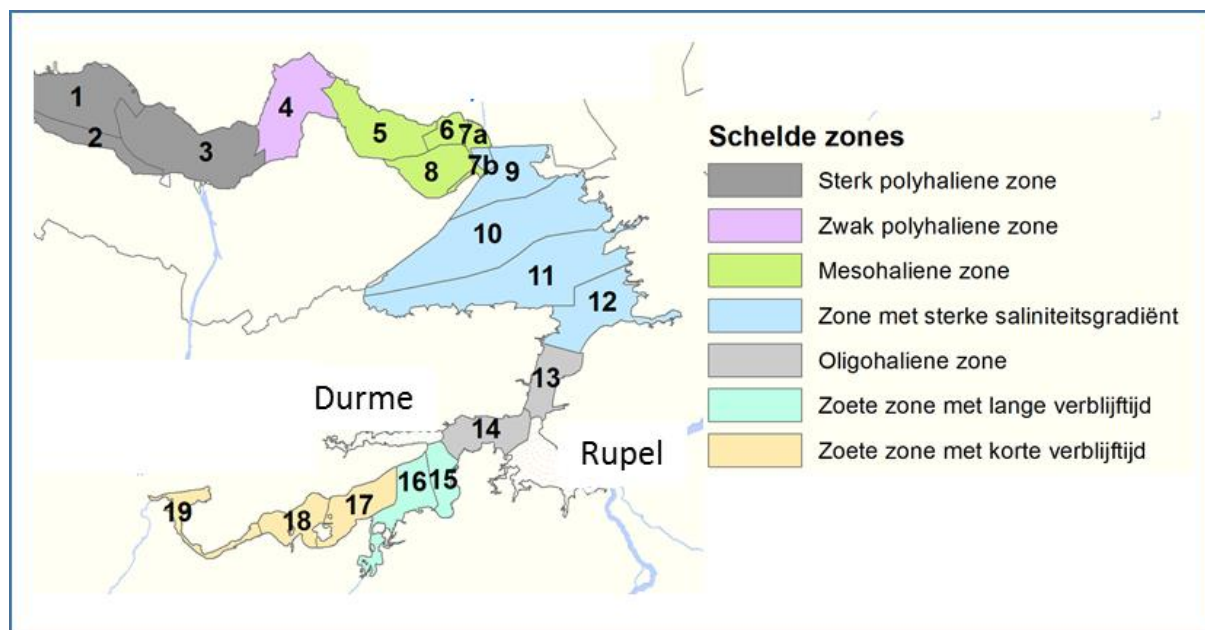 1
2
3
4
5
6
7a
7b
8
9
10
11
12
13
14
15
16
17
18
19
Durme
Rupel
Schelde zones
Sterk polyhaliene zone
Zwak polyhaliene zone
Mesohaliene zone
Zone met sterke saliniteitsgradiënt
Oligohaliene zone
Zoete zone met lange verblijftijd
Zoete zone met korte verblijftijd